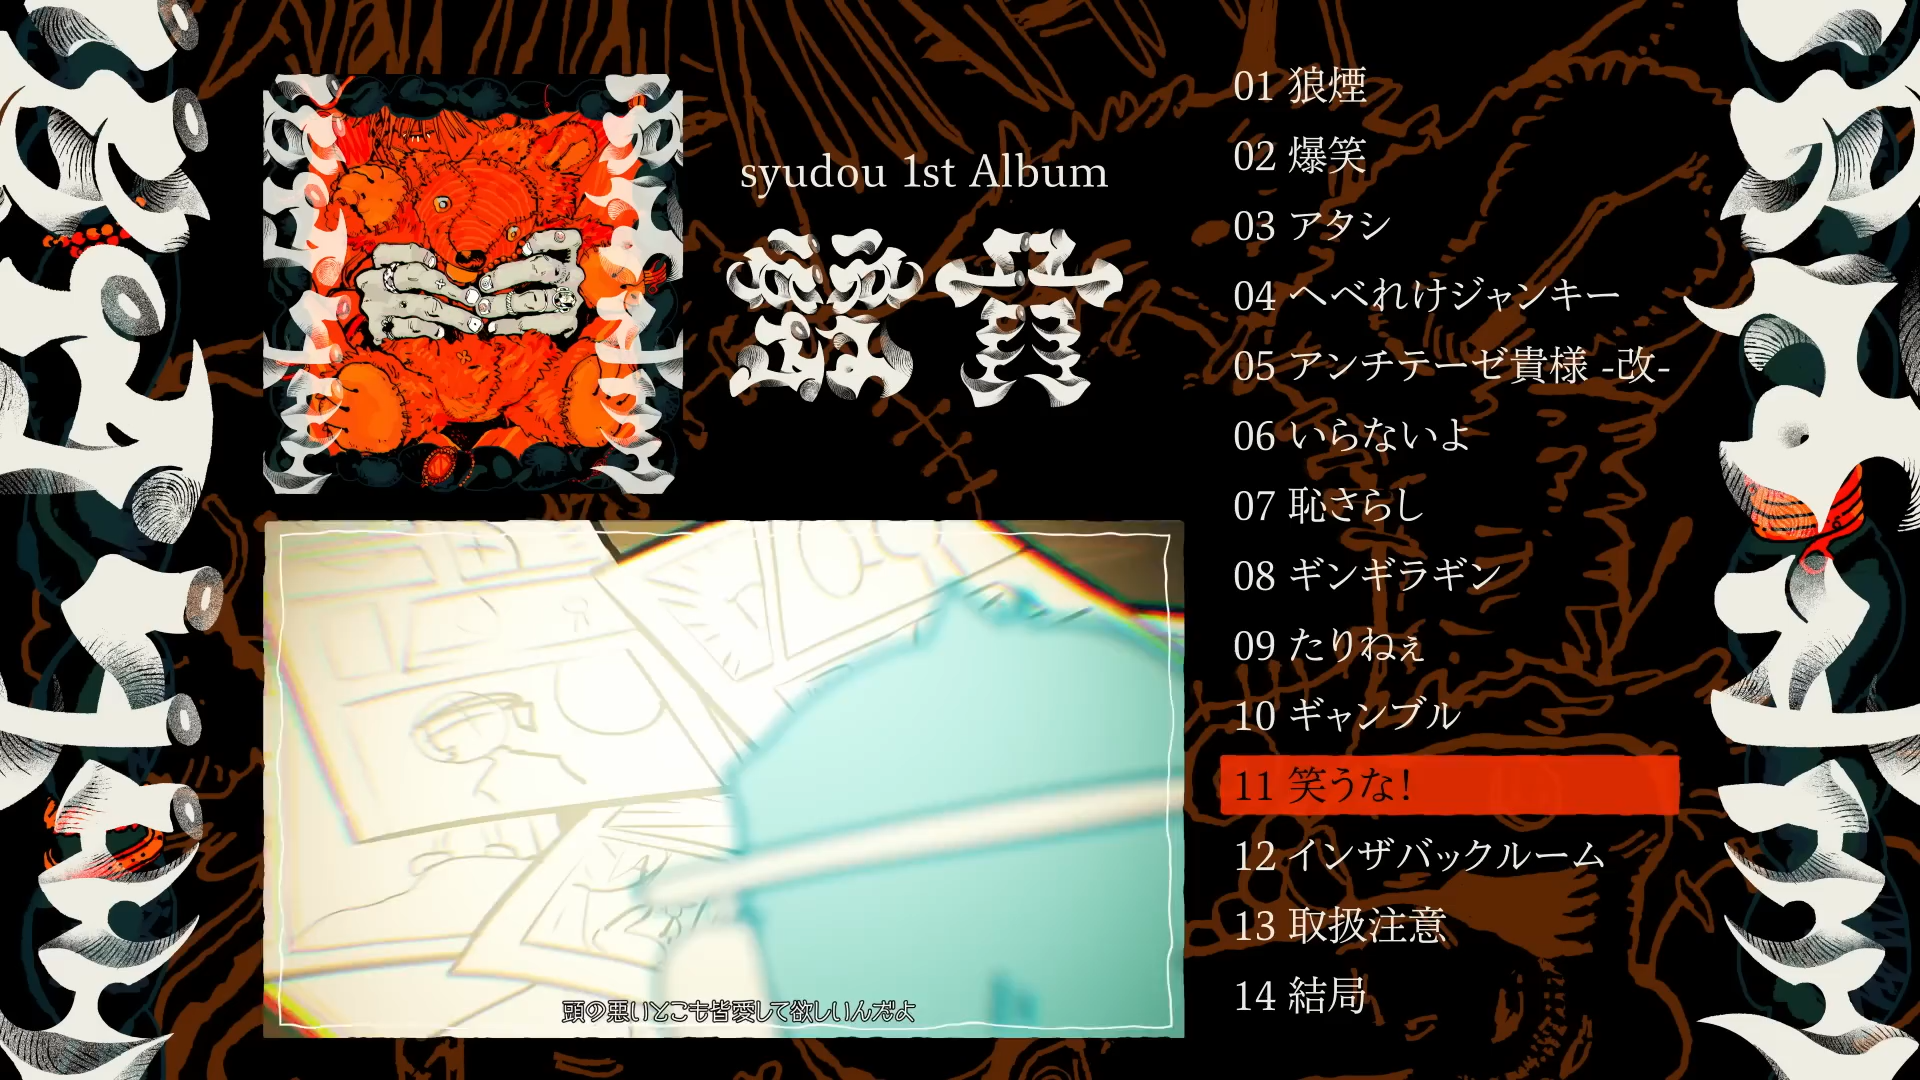 syudou 1st Album
露骨
01 狼煙
02 爆笑
03 アタシ
04 へべれけジャンキー
05 アンチテーゼ貴様 -改-
06 いらないよ
07 恥さらし
08 ギンギラギン
09 たりねぇ
10 ギャンブル
11 笑うな！
12 インザバックルーム
13 取扱注意
14 結局
頭の悪いとこも皆愛して欲しいんだよ